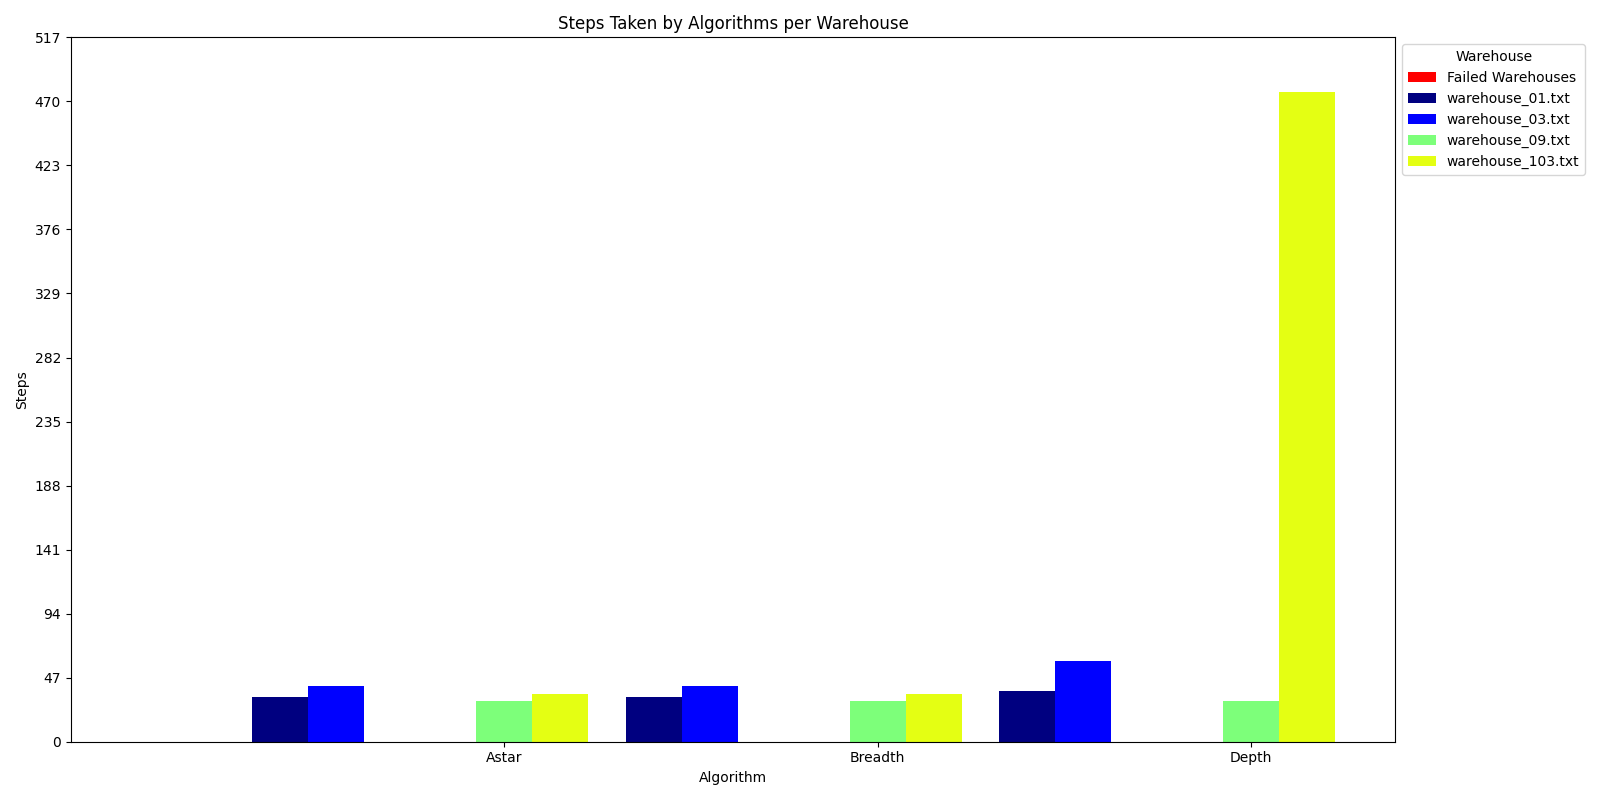 Steps Taken by Algorithms per Warehouse
517
470
423
376
329
282
235
188
141
94
47
0
Steps
Astar
Breadth
Depth
Algorithm
Warehouse
Failed Warehouses
warehouse_01.txt
warehouse_03.txt
warehouse_09.txt
warehouse_103.txt